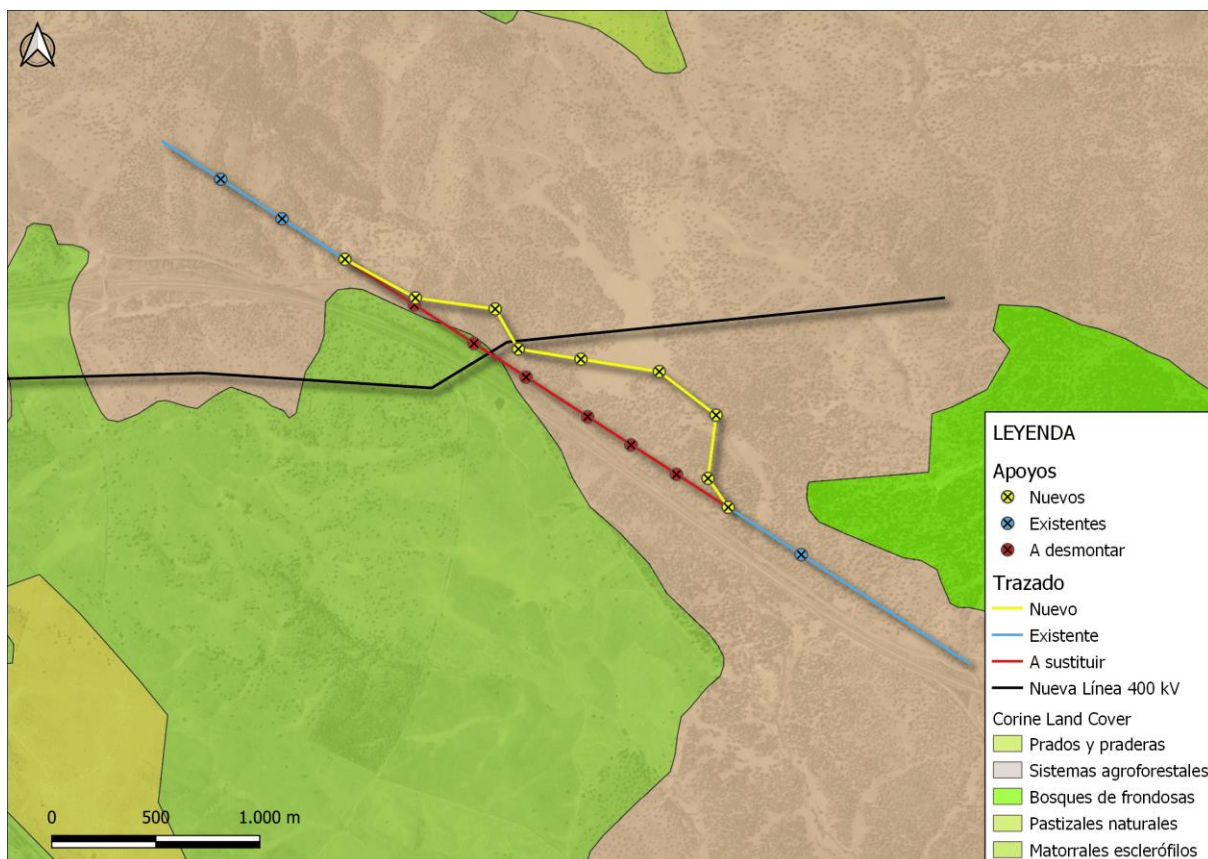 LEYENDA
Apoyos
Nuevos
Existentes
A desmontar
Trazado
Nuevo
Existente
A sustituir
Nueva Línea 400 kV
Corine Land Cover
Prados y praderas
Sistemas agroforestales
Bosques de frondosas
Pastizales naturales
Matorrales esclerófilos
0 500 1.000 m